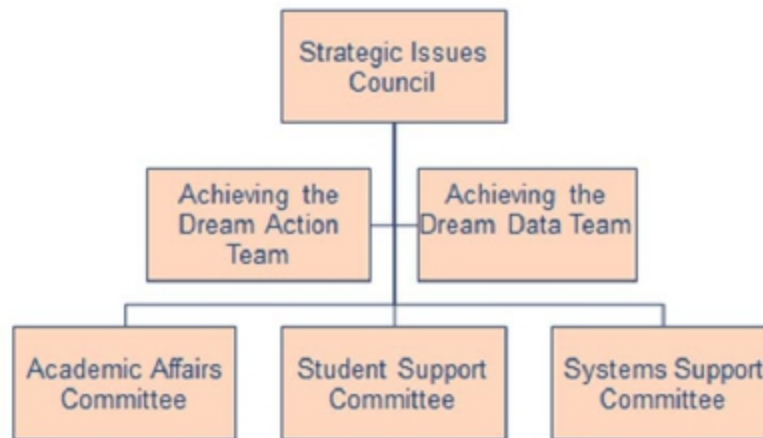 Strategic Issues
Council
Achieving the
Dream Action
Team
Achieving the
Dream Data Team
Academic Affairs
Committee
Student Support
Committee
Systems Support
Committee